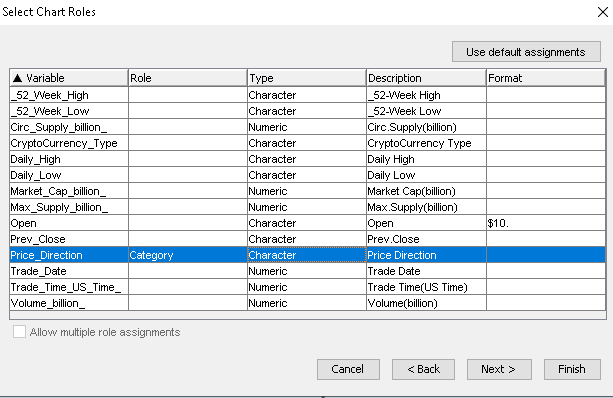 Select Chart Roles
Use default assignments
▲ Variable Role Type Description Format
_52_Week_High Character _52-Week High
_52_Week_Low Character _52-Week Low
Circ_Supply_billion_ Numeric Circ.Supply(billion)
CryptoCurrency_Type Character CryptoCurrency Type
Daily_High Character Daily High
Daily_Low Character Daily Low
Market_Cap_billion_ Numeric Market Cap(billion)
Max_Supply_billion_ Numeric Max.Supply(billion)
Open Character Open $10.
Prev_Close Character Prev.Close
Price_Direction Category Character Price Direction
Trade_Date Numeric Trade Date
Trade_Time_US_Time_ Numeric Trade Time(US Time)
Volume_billion_ Numeric Volume(billion)
Allow multiple role assignments
Cancel < Back Next > Finish